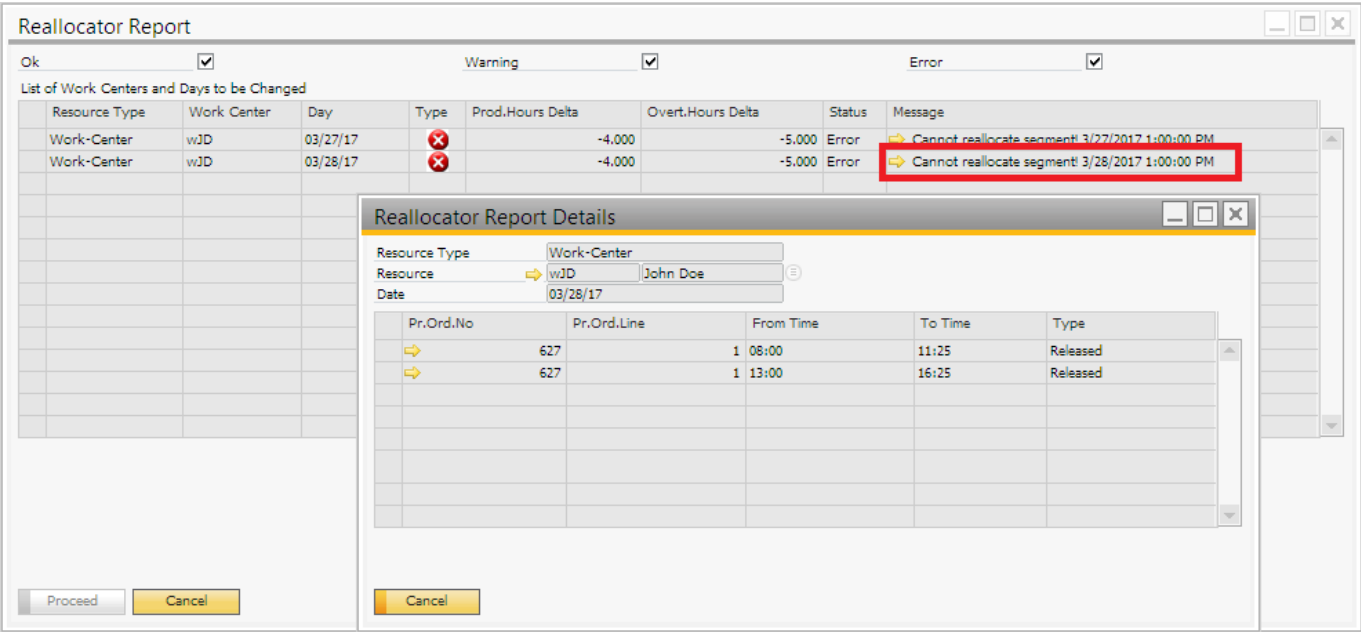 Reallocator Report
Ok Warning Error
List of Work Centers and Days to be Changed
Resource Type Work Center Day Type Prod.Hours Delta Overt.Hours Delta Status Message
Work-Center wJD 03/27/17 -4.000 -5.000 Error Cannot reallocate segment! 3/27/2017 1:00:00 PM
Work-Center wJD 03/28/17 -4.000 -5.000 Error Cannot reallocate segment! 3/28/2017 1:00:00 PM
Reallocator Report Details
Resource Type Work-Center
Resource wJD John Doe
Date 03/28/17
Pr.Ord.No Pr.Ord.Line From Time To Time Type
627 1 08:00 11:25 Released
627 1 13:00 16:25 Released
Proceed Cancel
Cancel